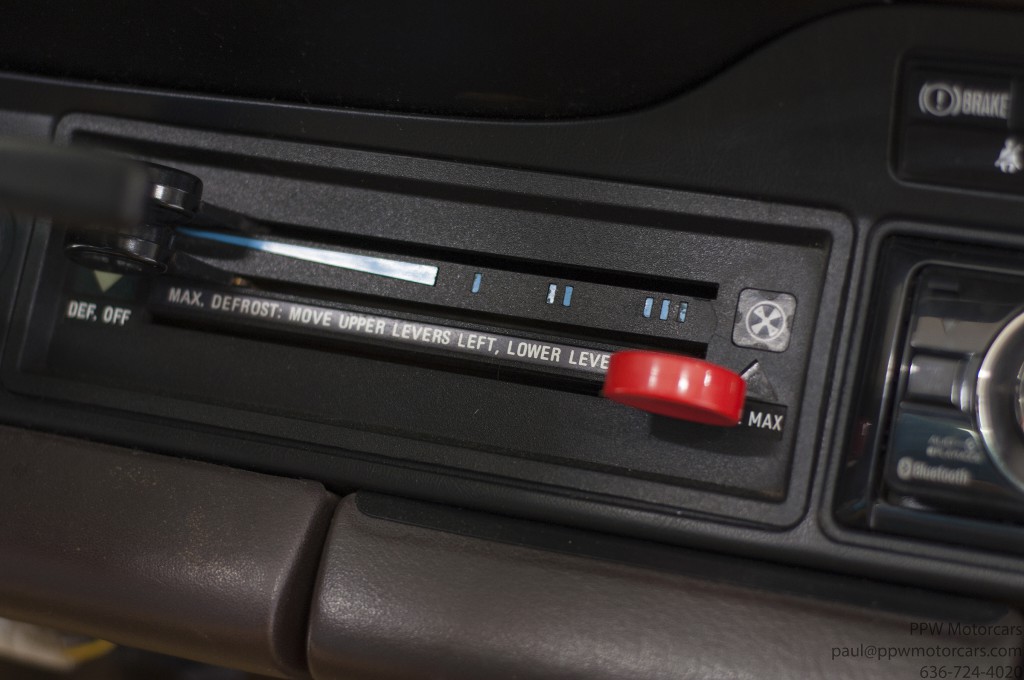 BRAKE
DEF. OFF
MAX. DEFROST: MOVE UPPER LEVERS LEFT, LOWER LEVE
MAX
Bluetooth
PPW Motorcars
paul@ppwmotorcars.com
636-724-4020